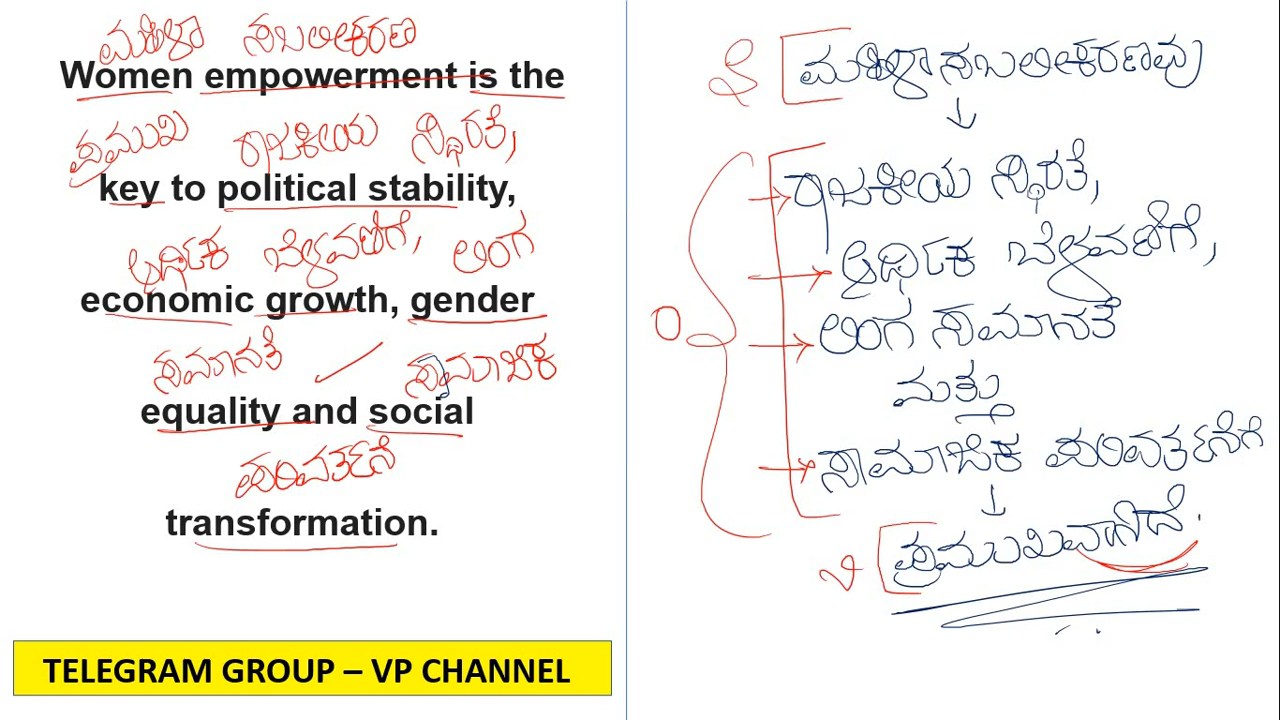 ಮಹಿಳಾ ಸಬಲೀಕರಣ
Women empowerment is the
ಪ್ರಮುಖ ರಾಜಕೀಯ ಸ್ಥಿರತೆ,
key to political stability,
ಆರ್ಥಿಕ ಬೆಳವಣಿಗೆ, ಲಿಂಗ
economic growth, gender
ಸಮಾನತೆ ಸಾಮಾಜಿಕ
equality and social
ಪರಿವರ್ತನೆ
transformation.
TELEGRAM GROUP – VP CHANNEL
S ಮಹಿಳಾ ಸಬಲೀಕರಣವು
ರಾಜಕೀಯ ಸ್ಥಿರತೆ,
ಆರ್ಥಿಕ ಬೆಳವಣಿಗೆಗೆ,
O ಲಿಂಗ ಸಾಮಾನತೆ
ಮತ್ತು
ಸಾಮಾಜಿಕ ಪರಿವರ್ತನೆಗೆ
V ಪ್ರಮುಖವಾಗಿದೆ.